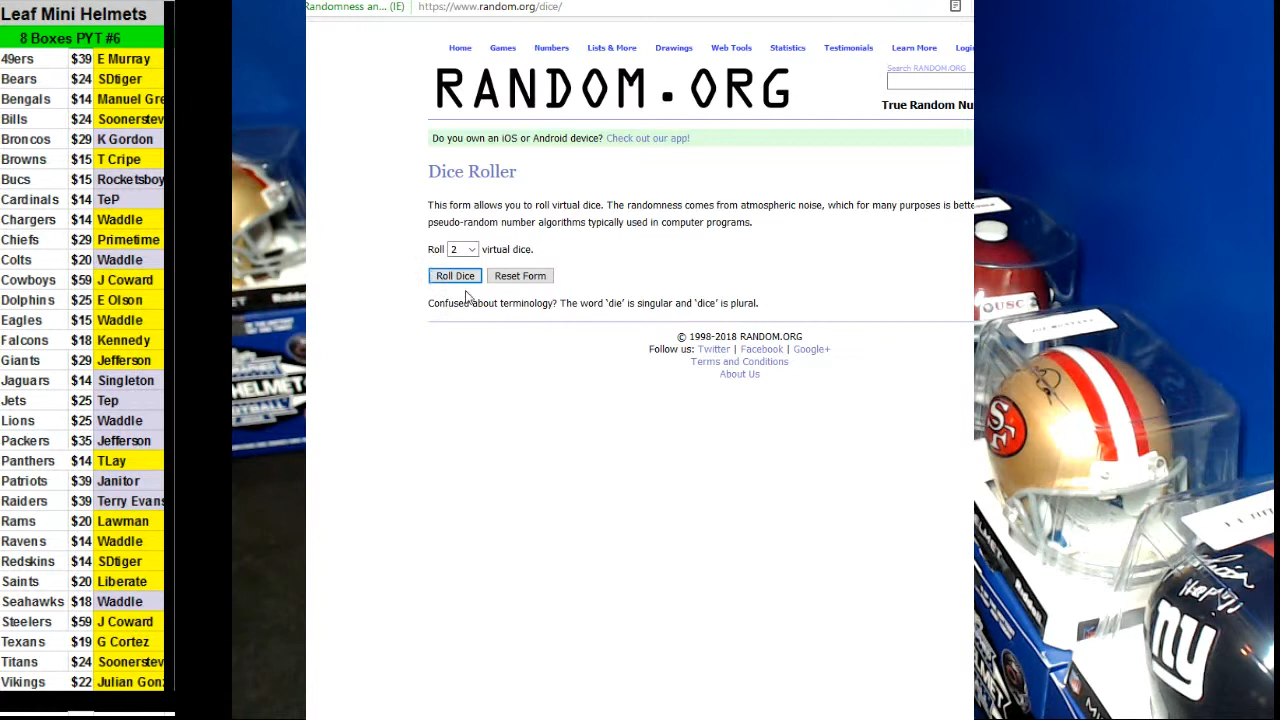 Leaf Mini Helmets
8 Boxes PYT #6
49ers $39 E Murray
Bears $24 SDtiger
Bengals $14 Manuel Gre
Bills $24 Soonerstev
Broncos $29 K Gordon
Browns $15 T Cripe
Bucs $15 Rocketsboy
Cardinals $14 TeP
Chargers $14 Waddle
Chiefs $29 Primetime
Colts $20 Waddle
Cowboys $59 J Coward
Dolphins $25 E Olson
Eagles $15 Waddle
Falcons $18 Kennedy
Giants $29 Jefferson
Jaguars $14 Singleton
Jets $25 Tep
Lions $25 Waddle
Packers $35 Jefferson
Panthers $14 TLay
Patriots $39 Janitor
Raiders $39 Terry Evans
Rams $20 Lawman
Ravens $14 Waddle
Redskins $14 SDtiger
Saints $20 Liberate
Seahawks $18 Waddle
Steelers $59 J Coward
Texans $19 G Cortez
Titans $24 Soonerstev
Vikings $22 Julian Gonz
Randomness an... (IE) https://www.random.org/dice/
Home Games Numbers Lists & More Drawings Web Tools Statistics Testimonials Learn More Login
RANDOM.ORG
Search RANDOM.ORG
True Random Nu
Do you own an iOS or Android device? Check out our app!
Dice Roller
This form allows you to roll virtual dice. The randomness comes from atmospheric noise, which for many purposes is bette
pseudo-random number algorithms typically used in computer programs.
Roll 2 virtual dice.
Roll Dice Reset Form
Confused about terminology? The word ‘die’ is singular and ‘dice’ is plural.
© 1998-2018 RANDOM.ORG
Follow us: Twitter | Facebook | Google+
Terms and Conditions
About Us
HELMET
FOOTBALL
USC
SF
ny